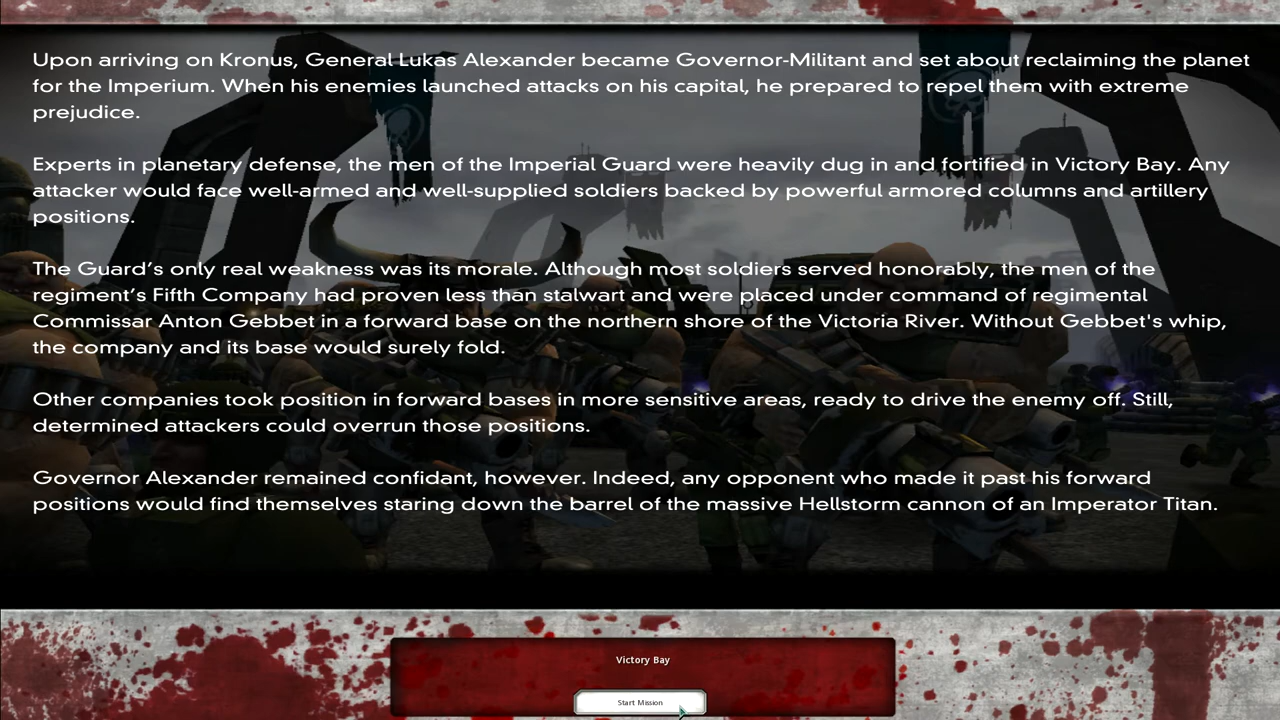 Upon arriving on Kronus, General Lukas Alexander became Governor-Militant and set about reclaiming the planet
for the Imperium. When his enemies launched attacks on his capital, he prepared to repel them with extreme
prejudice.
Experts in planetary defense, the men of the Imperial Guard were heavily dug in and fortified in Victory Bay. Any
attacker would face well-armed and well-supplied soldiers backed by powerful armored columns and artillery
positions.
The Guard's only real weakness was its morale. Although most soldiers served honorably, the men of the
regiment's Fifth Company had proven less than stalwart and were placed under command of regimental
Commissar Anton Gebbet in a forward base on the northern shore of the Victoria River. Without Gebbet's whip,
the company and its base would surely fold.
Other companies took position in forward bases in more sensitive areas, ready to drive the enemy off. Still,
determined attackers could overrun those positions.
Governor Alexander remained confidant, however. Indeed, any opponent who made it past his forward
positions would find themselves staring down the barrel of the massive Hellstorm cannon of an Imperator Titan.
Victory Bay
Start Mission